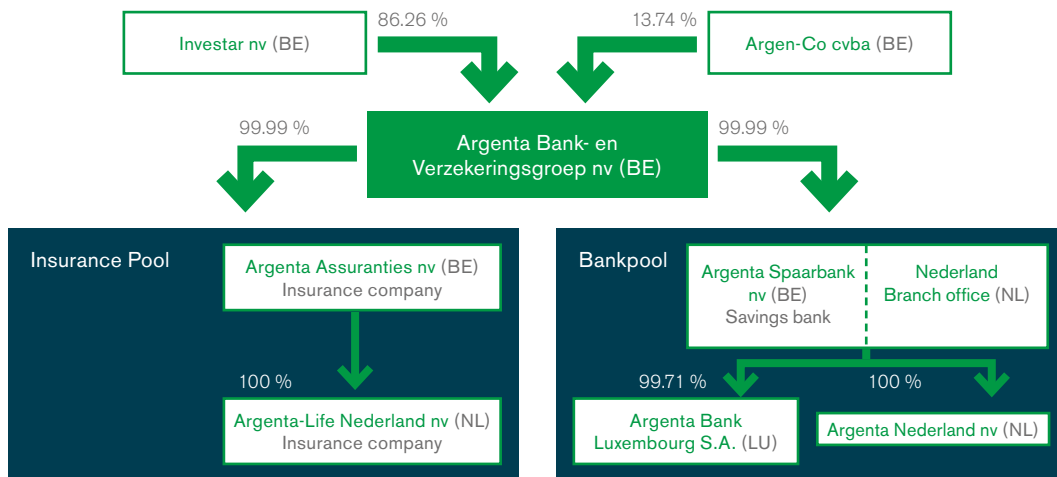 86.26 %
13.74 %
Investar nv (BE)
Argen-Co cvba (BE)
99.99 %
99.99 %
Argenta Bank- en
Verzekeringsgroep nv (BE)
Insurance Pool
Argenta Assuranties nv (BE)
Insurance company
100 %
Argenta-Life Nederland nv (NL)
Insurance company
Bankpool
Argenta Spaarbank
nv (BE)
Savings bank
Nederland
Branch office (NL)
99.71 %
100 %
Argenta Bank
Luxembourg S.A. (LU)
Argenta Nederland nv (NL)